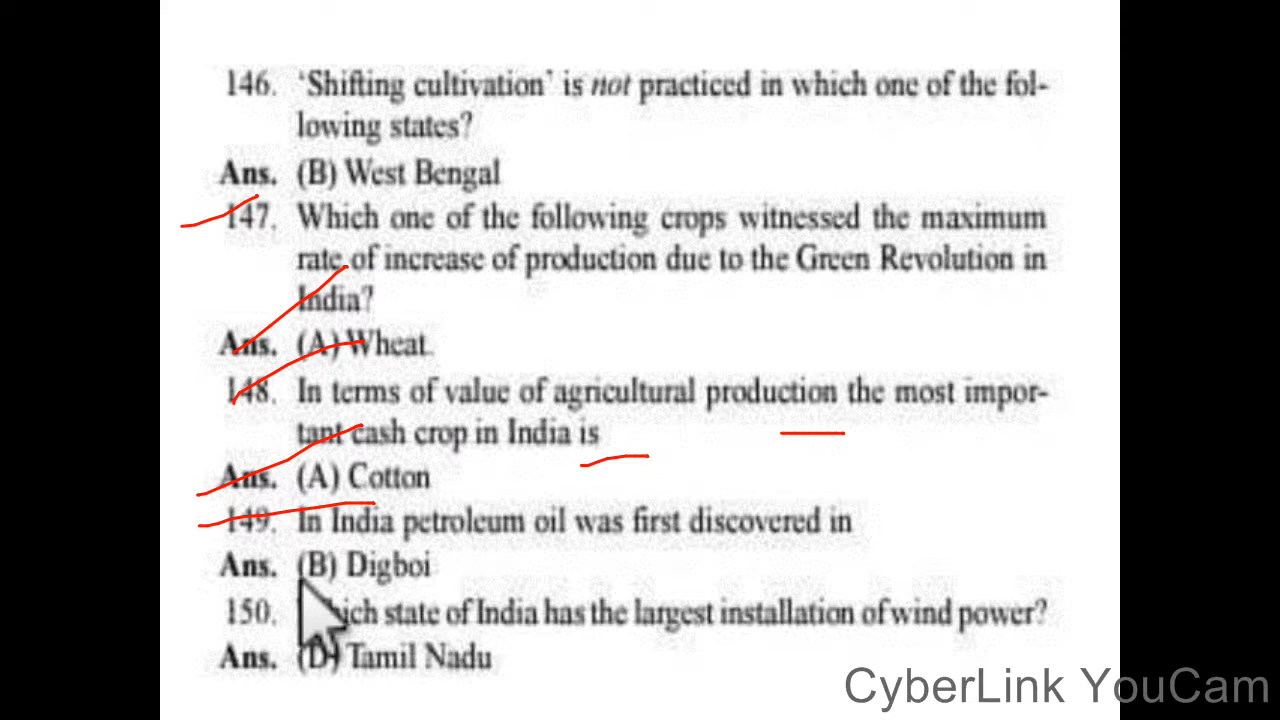 146. 'Shifting cultivation' is not practiced in which one of the fol-
lowing states?
Ans. (B) West Bengal
147. Which one of the following crops witnessed the maximum
rate of increase of production due to the Green Revolution in
India?
Ans. (A) Wheat.
148. In terms of value of agricultural production the most impor-
tant cash crop in India is
Ans. (A) Cotton
149. In India petroleum oil was first discovered in
Ans. (B) Digboi
150. Which state of India has the largest installation of wind power?
Ans. (D) Tamil Nadu
CyberLink YouCam